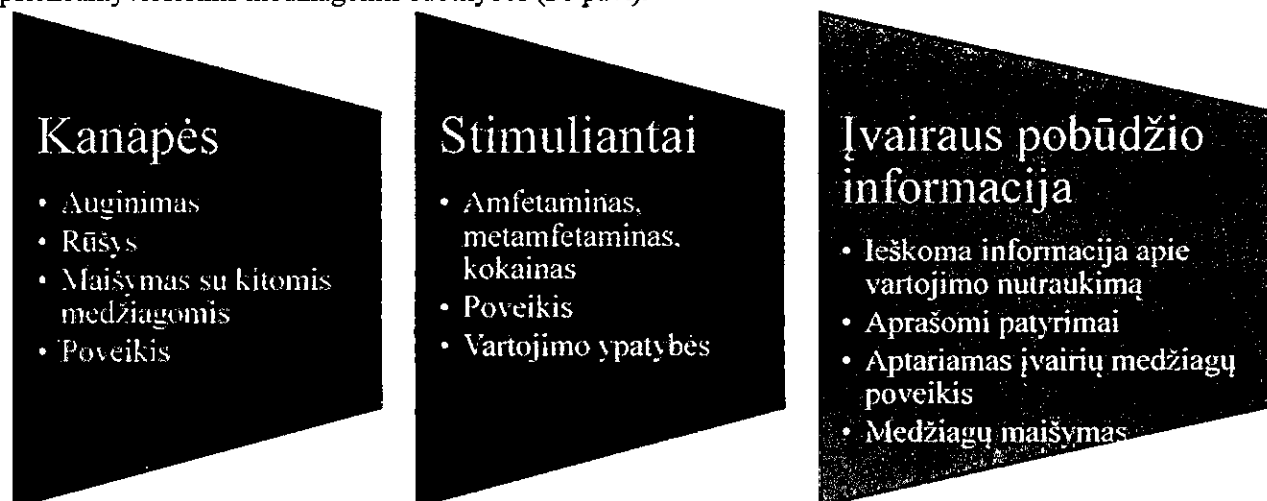 Kanapės
• Auginimas
• Rūšys
• Maišymas su kitomis
medžiagomis
• Poveikis
Stimuliantai
• Amfetaminas,
metamfetaminas,
kokainas
• Poveikis
• Vartojimo ypatybės
Įvairaus pobūdžio
informacija
• Ieškoma informacija apie
vartojimo nutraukimą
• Aprašomi patyrimai
• Aptariamas įvairių medžiagų
poveikis
• Medžiagų maišymas